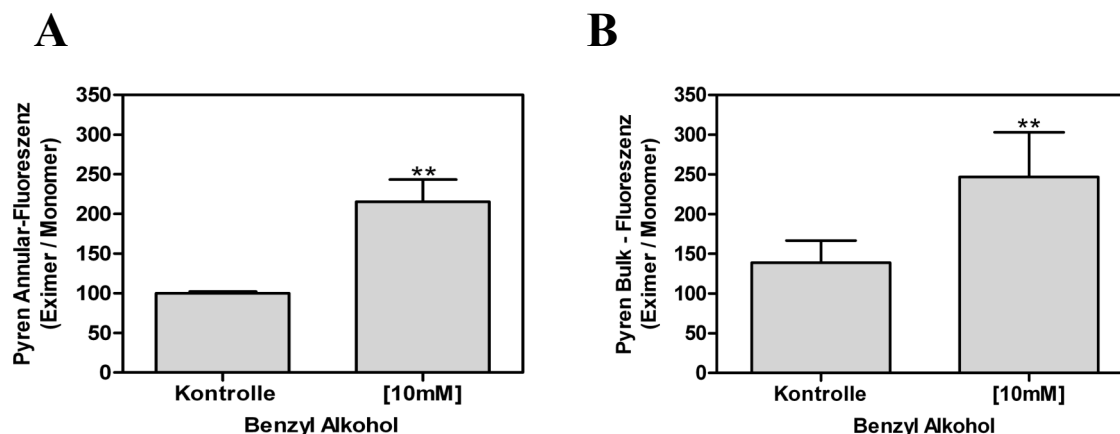 A
Pyren Annular-Fluoreszenz
(Eximer / Monomer)
350
300
250
200
150
100
50
0
**
Kontrolle
[10mM]
Benzyl Alkohol
B
Pyren Bulk - Fluoreszenz
(Eximer / Monomer)
350
300
250
200
150
100
50
0
**
Kontrolle
[10mM]
Benzyl Alkohol